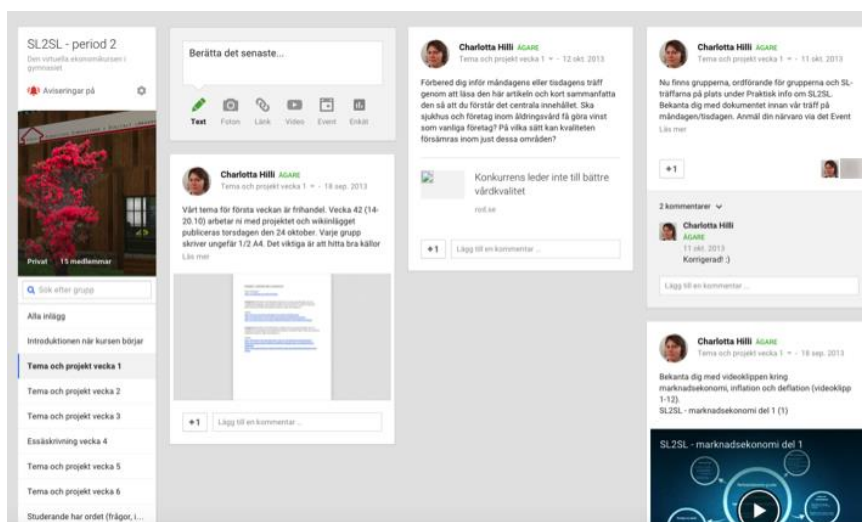 SL2SL - period 2
Den virtuella ekonomikursen i
gymnasiet
Aviseringar på
Privat 15 medlemmar
Sök efter grupp
Alla inlägg
Introduktionen när kursen börjar
Tema och projekt vecka 1
Tema och projekt vecka 2
Tema och projekt vecka 3
Essäskrivning vecka 4
Tema och projekt vecka 5
Tema och projekt vecka 6
Studerande har ordet (frågor, i...
Berätta det senaste...
Text Foton Länk Video Event Enkät
Charlotta Hilli ÄGARE
Tema och projekt vecka 1 - 18 sep. 2013
Vårt tema för första veckan är frihandel. Vecka 42 (14-
20.10) arbetar ni med projektet och wikiinlägget
publiceras torsdagen den 24 oktober. Varje grupp
skriver ungefär 1/2 A4. Det viktiga är att hitta bra källor
Läs mer
+1 Lägg till en kommentar ...
Charlotta Hilli ÄGARE
Tema och projekt vecka 1 - 12 okt. 2013
Förbered dig inför måndagens eller tisdagens träff
genom att läsa den här artikeln och kort sammanfatta
den så att du förstår det centrala innehållet. Ska
sjukhus och företag inom åldringsvård få göra vinst
som vanliga företag? På vilka sätt kan kvaliteten
försämras inom just dessa områden?
Konkurrens leder inte till bättre
vårdkvalitet
rod.se
+1 Lägg till en kommentar ...
Charlotta Hilli ÄGARE
Tema och projekt vecka 1 - 11 okt. 2013
Nu finns grupperna, ordförande för grupperna och SL-
träffarna på plats under Praktisk info om SL2SL.
Bekanta dig med dokumentet innan vår träff på
måndagen/tisdagen. Anmäl din närvaro via det Event
Läs mer
+1
2 kommentarer
Charlotta Hilli
ÄGARE
11 okt. 2013
Korrigerad! :)
Lägg till en kommentar ...
Charlotta Hilli ÄGARE
Tema och projekt vecka 1 - 18 sep. 2013
Bekanta dig med videoklippen kring
marknadsekonomi, inflation och deflation (videoklipp
1-12).
SL2SL - marknadsekonomi del 1 (1)
SL2SL - marknadsekonomi del 1